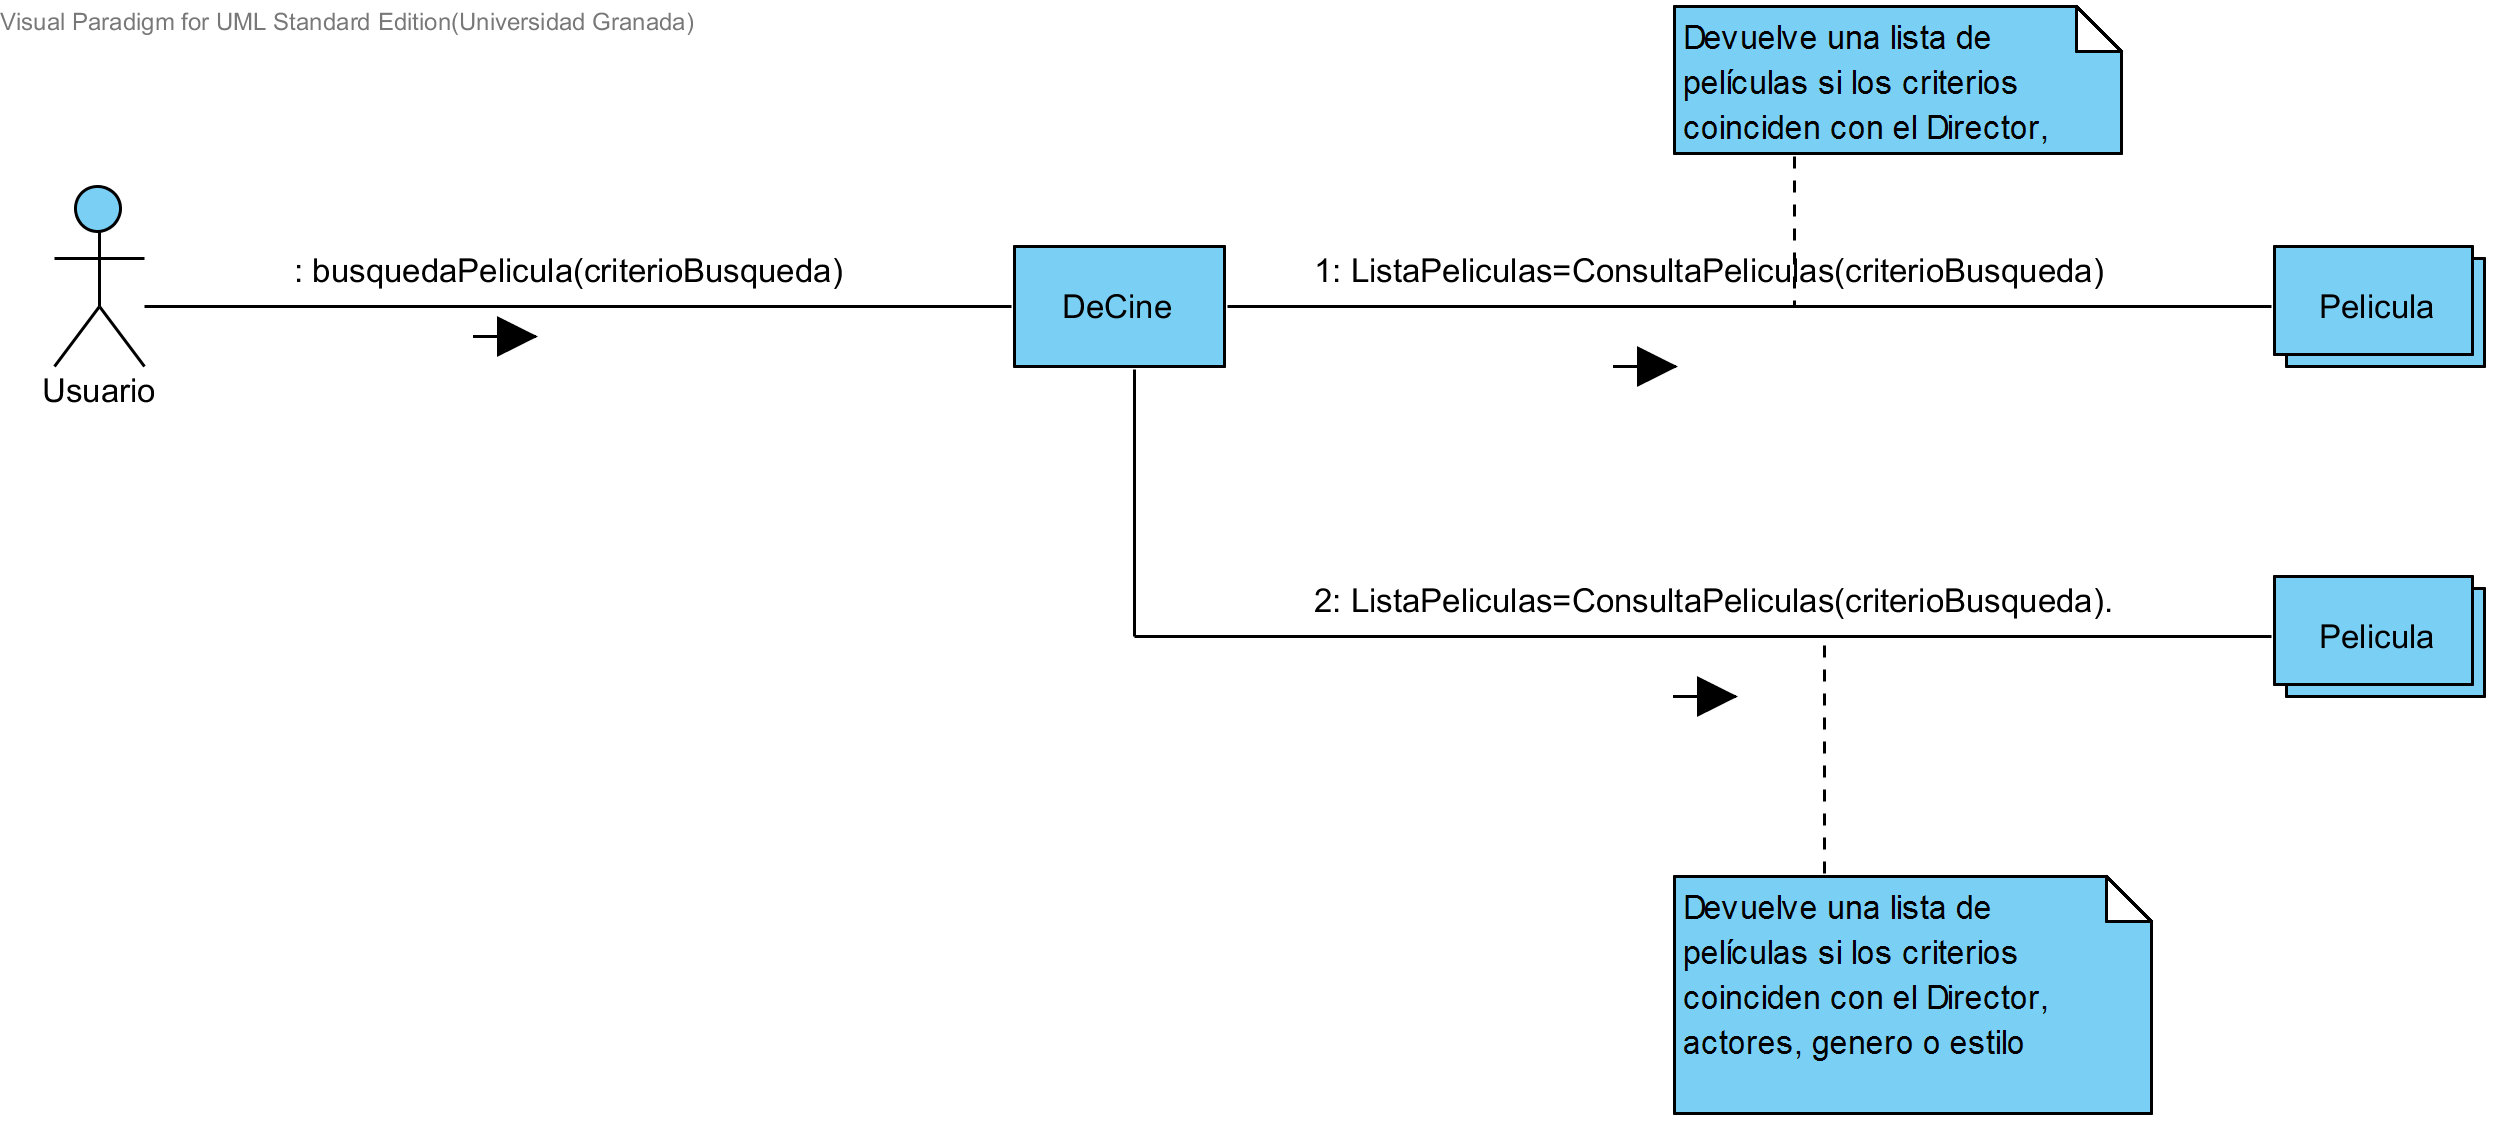 Visual Paradigm for UML Standard Edition(Universidad Granada)
Devuelve una lista de
películas si los criterios
coinciden con el Director,
: busquedaPelicula(criterioBusqueda)
1: ListaPeliculas=ConsultaPeliculas(criterioBusqueda)
DeCine
Pelicula
Usuario
2: ListaPeliculas=ConsultaPeliculas(criterioBusqueda).
Pelicula
Devuelve una lista de
películas si los criterios
coinciden con el Director,
actores, genero o estilo